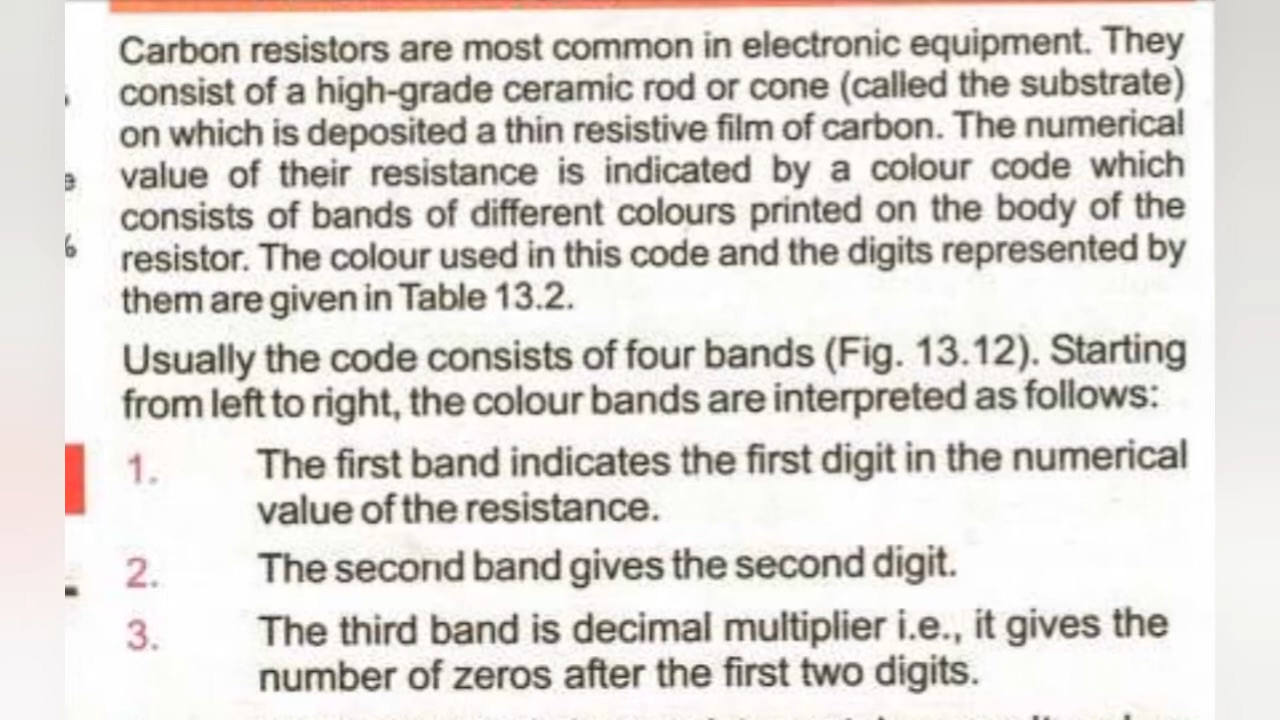 Carbon resistors are most common in electronic equipment. They
consist of a high-grade ceramic rod or cone (called the substrate)
on which is deposited a thin resistive film of carbon. The numerical
value of their resistance is indicated by a colour code which
consists of bands of different colours printed on the body of the
resistor. The colour used in this code and the digits represented by
them are given in Table 13.2.
Usually the code consists of four bands (Fig. 13.12). Starting
from left to right, the colour bands are interpreted as follows:
1. The first band indicates the first digit in the numerical
value of the resistance.
2. The second band gives the second digit.
3. The third band is decimal multiplier i.e., it gives the
number of zeros after the first two digits.